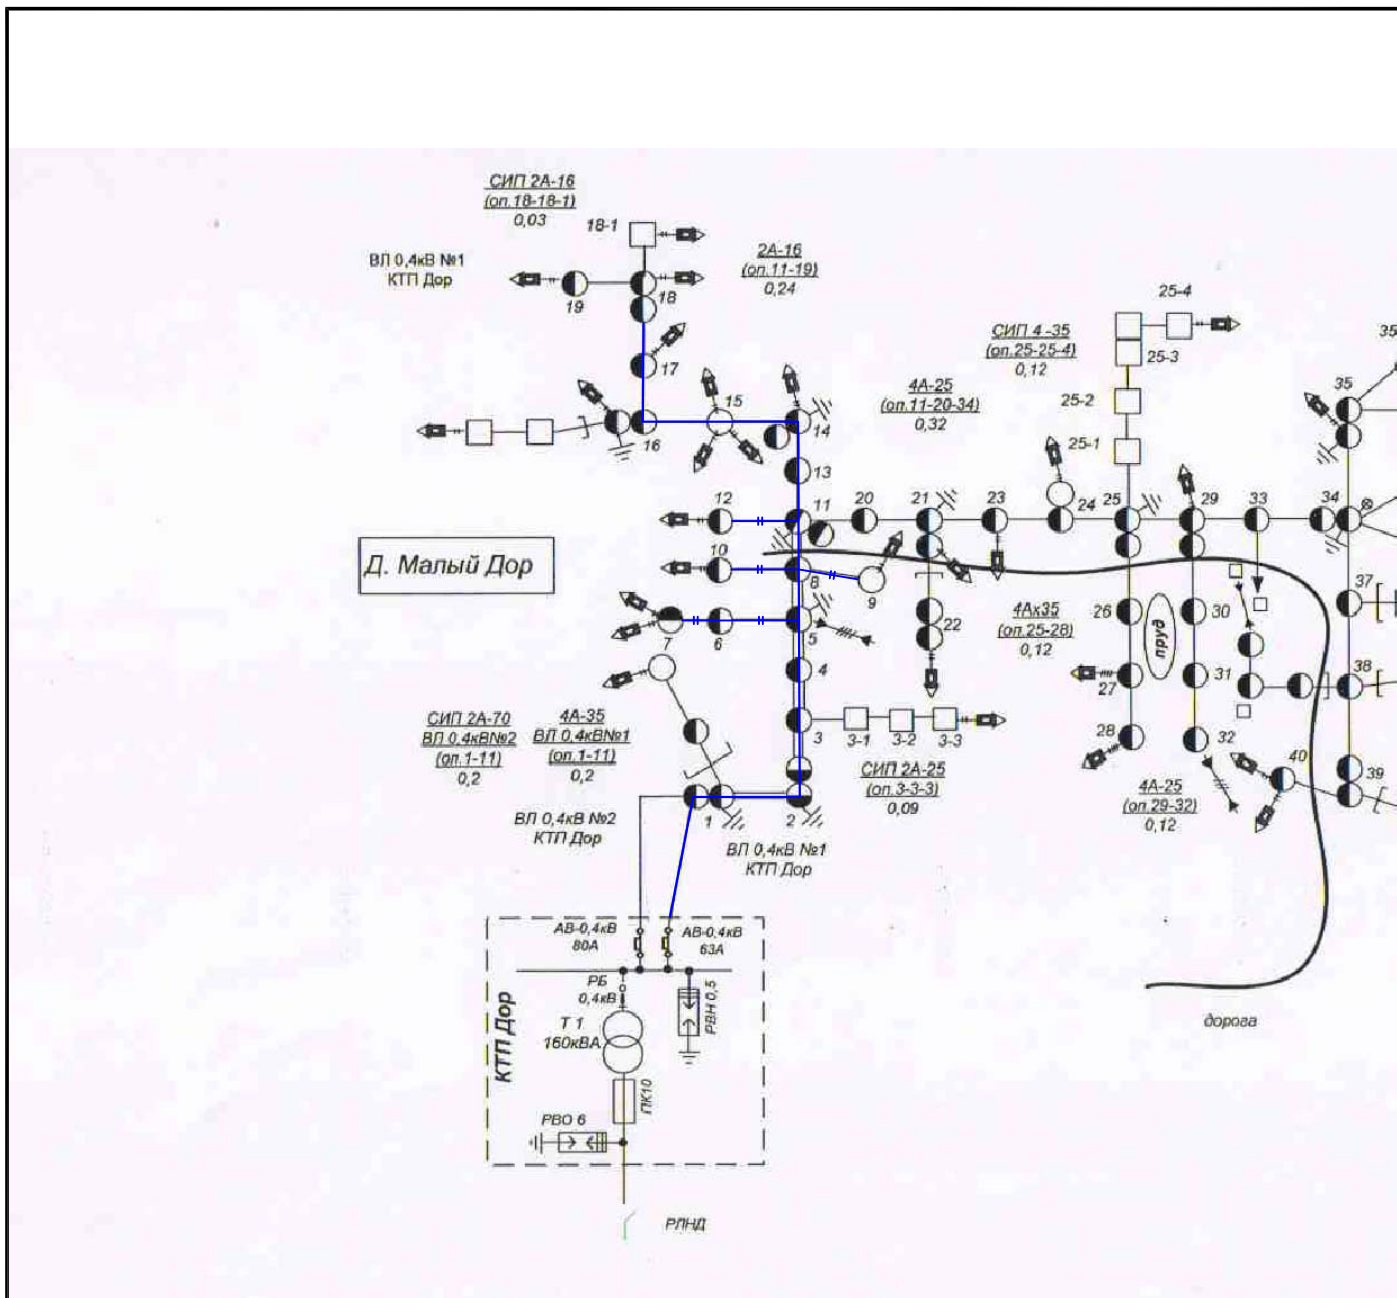 СИП 2А-16
(оп.18-18-1)
0,03
18-1
ВЛ 0,4кВ №1
КТП Дор
2А-16
(оп.11-19)
0,24
19
18
17
16
15
14
13
12
11
10
8
9
7
6
5
4
3
СИП 4 -35
(оп.25-25-4)
0,12
25-4
25-3
25-2
25-1
4А-25
(оп.11-20-34)
0,32
20
21
22
23
24
25
29
33
34
35
35
37
38
39
40
26
27
28
30
31
32
пруд
4Ах35
(оп.25-28)
0,12
4А-25
(оп.29-32)
0,12
Д. Малый Дор
СИП 2А-70
ВЛ 0,4кВ№2
(оп.1-11)
0,2
4А-35
ВЛ 0,4кВ№1
(оп.1-11)
0,2
3-1
3-2
3-3
СИП 2А-25
(оп.3-3-3)
0,09
1
2
ВЛ 0,4кВ №2
КТП Дор
ВЛ 0,4кВ №1
КТП Дор
АВ-0,4кВ
80А
АВ-0,4кВ
63А
РБ
0,4кВ
РВН 0,5
КТП Дор
Т 1
160кВА
ПК10
РВО 6
РЛНД
дорога